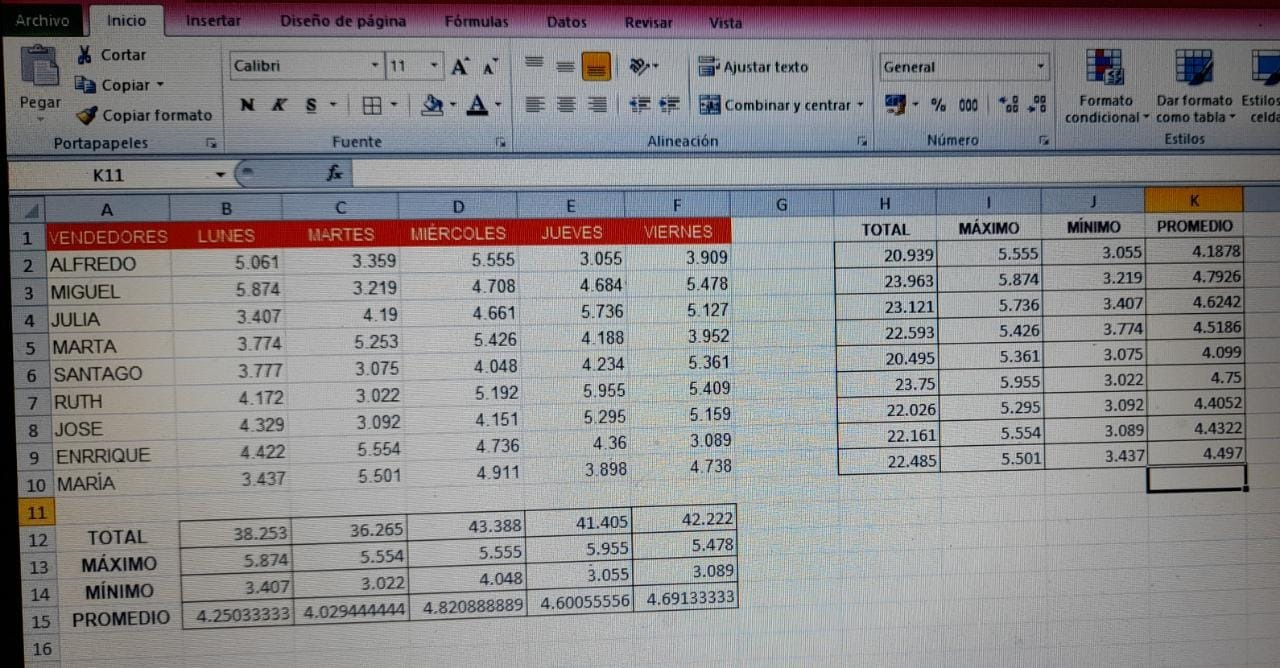 Archivo Inicio Insertar Diseño de página Fórmulas Datos Revisar Vista
Cortar
Calibri 11 Ajustar texto General
Copiar
Pegar Copiar formato N K S Combinar y centrar % 000 Formato condicional Dar formato como tabla Estilos
Portapapeles Fuente Alineación Número Estilos
K11 fx
A B C D E F G H I J K
1 VENDEDORES LUNES MARTES MIÉRCOLES JUEVES VIERNES TOTAL MÁXIMO MÍNIMO PROMEDIO
2 ALFREDO 5.061 3.359 5.555 3.055 3.909 20.939 5.555 3.055 4.1878
3 MIGUEL 5.874 3.219 4.708 4.684 5.478 23.963 5.874 3.219 4.7926
4 JULIA 3.407 4.19 4.661 5.736 5.127 23.121 5.736 3.407 4.6242
5 MARTA 3.774 5.253 5.426 4.188 3.952 22.593 5.426 3.774 4.5186
6 SANTAGO 3.777 3.075 4.048 4.234 5.361 20.495 5.361 3.075 4.099
7 RUTH 4.172 3.022 5.192 5.955 5.409 23.75 5.955 3.022 4.75
8 JOSE 4.329 3.092 4.151 5.295 5.159 22.026 5.295 3.092 4.4052
9 ENRRIQUE 4.422 5.554 4.736 4.36 3.089 22.161 5.554 3.089 4.4322
10 MARÍA 3.437 5.501 4.911 3.898 4.738 22.485 5.501 3.437 4.497
11
12 TOTAL 38.253 36.265 43.388 41.405 42.222
13 MÁXIMO 5.874 5.554 5.555 5.955 5.478
14 MÍNIMO 3.407 3.022 4.048 3.055 3.089
15 PROMEDIO 4.25033333 4.029444444 4.820888889 4.60055556 4.69133333
16